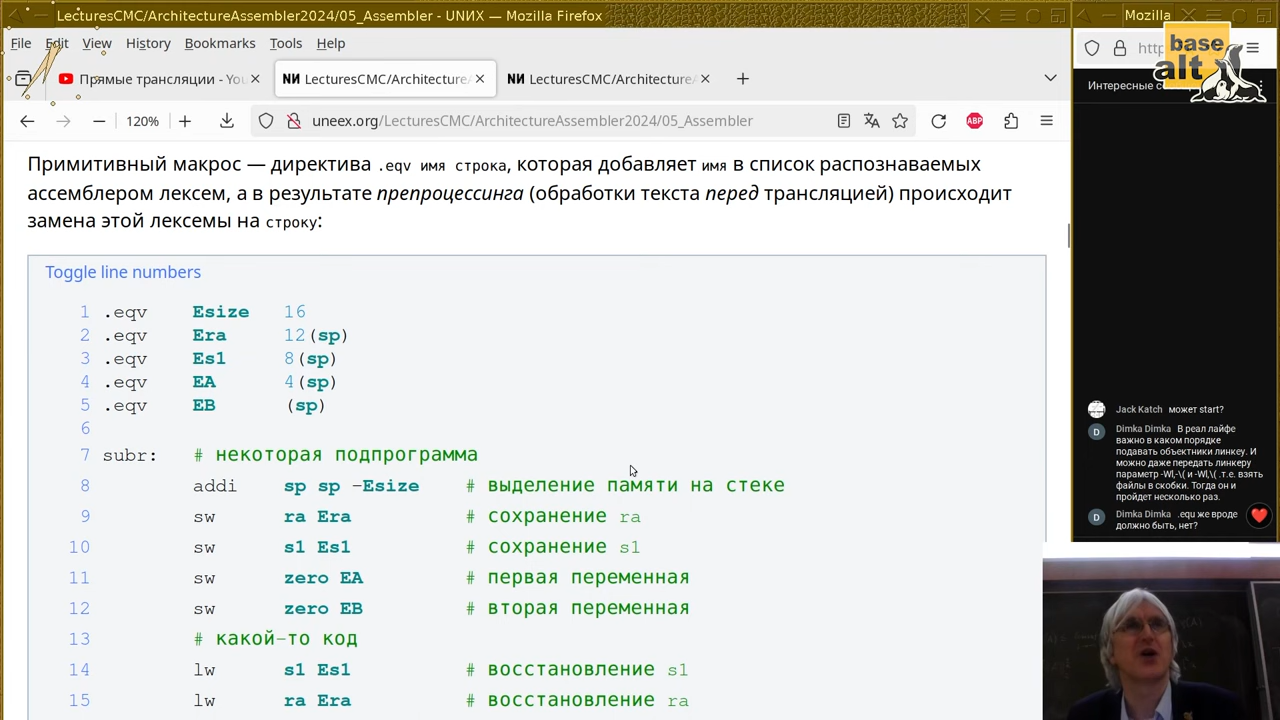 LecturesCMC/ArchitectureAssembler2024/05_Assembler - UNИX — Mozilla Firefox
Mozilla
File Edit View History Bookmarks Tools Help
Прямые трансляции - You
LecturesCMC/Architecture
LecturesCMC/Architecture
120%
uneex.org/LecturesCMC/ArchitectureAssembler2024/05_Assembler
ABP
http
base
alt
Интересные с
Примитивный макрос — директива .eqv имя строка, которая добавляет имя в список распознаваемых
ассемблером лексем, а в результате препроцессинга (обработки текста перед трансляцией) происходит
замена этой лексемы на строку:
Toggle line numbers
1 .eqv Esize 16
2 .eqv Era 12(sp)
3 .eqv Es1 8(sp)
4 .eqv EA 4(sp)
5 .eqv EB (sp)
6
7 subr: # некоторая подпрограмма
8 addi sp sp -Esize # выделение памяти на стеке
9 sw ra Era # сохранение ra
10 sw s1 Es1 # сохранение s1
11 sw zero EA # первая переменная
12 sw zero EB # вторая переменная
13 # какой-то код
14 lw s1 Es1 # восстановление s1
15 lw ra Era # восстановление ra
Jack Katch может start?
Dimka Dimka В реал лайфе
важно в каком порядке
подавать объектники линкеу. И
можно даже передать линкеру
параметр -Wl,-\( и -Wl,\( .т.е. взять
файлы в скобки. Тогда он и
пройдет несколько раз.
Dimka Dimka .equ же вроде
должно быть, нет?